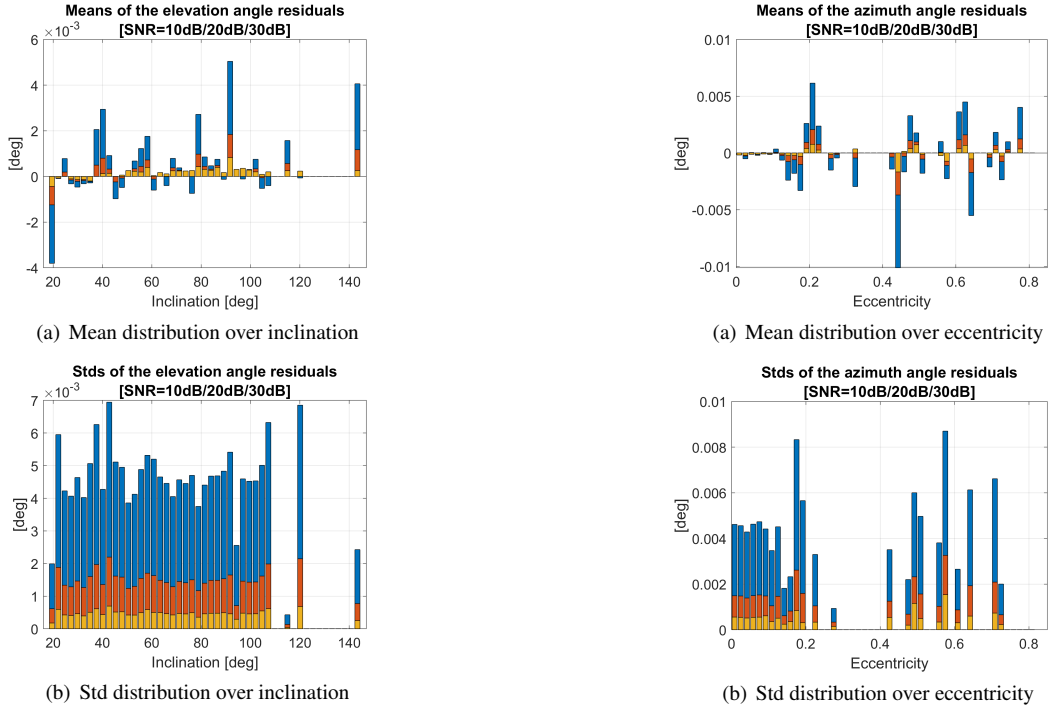 Means of the elevation angle residuals
[SNR=10dB/20dB/30dB]
×10⁻³
6
4
2
0
-2
-4
[deg]
20 40 60 80 100 120 140
Inclination [deg]
(a) Mean distribution over inclination
Means of the azimuth angle residuals
[SNR=10dB/20dB/30dB]
0.01
0.005
0
-0.005
-0.01
[deg]
0 0.2 0.4 0.6 0.8
Eccentricity
(a) Mean distribution over eccentricity
Stds of the elevation angle residuals
[SNR=10dB/20dB/30dB]
×10⁻³
7
6
5
4
3
2
1
0
[deg]
20 40 60 80 100 120 140
Inclination [deg]
(b) Std distribution over inclination
Stds of the azimuth angle residuals
[SNR=10dB/20dB/30dB]
0.01
0.008
0.006
0.004
0.002
0
[deg]
0 0.2 0.4 0.6 0.8
Eccentricity
(b) Std distribution over eccentricity